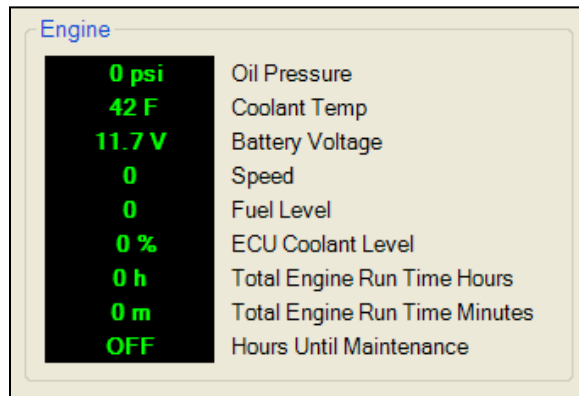 Engine
0 psi Oil Pressure
42 F Coolant Temp
11.7 V Battery Voltage
0 Speed
0 Fuel Level
0 % ECU Coolant Level
0 h Total Engine Run Time Hours
0 m Total Engine Run Time Minutes
OFF Hours Until Maintenance